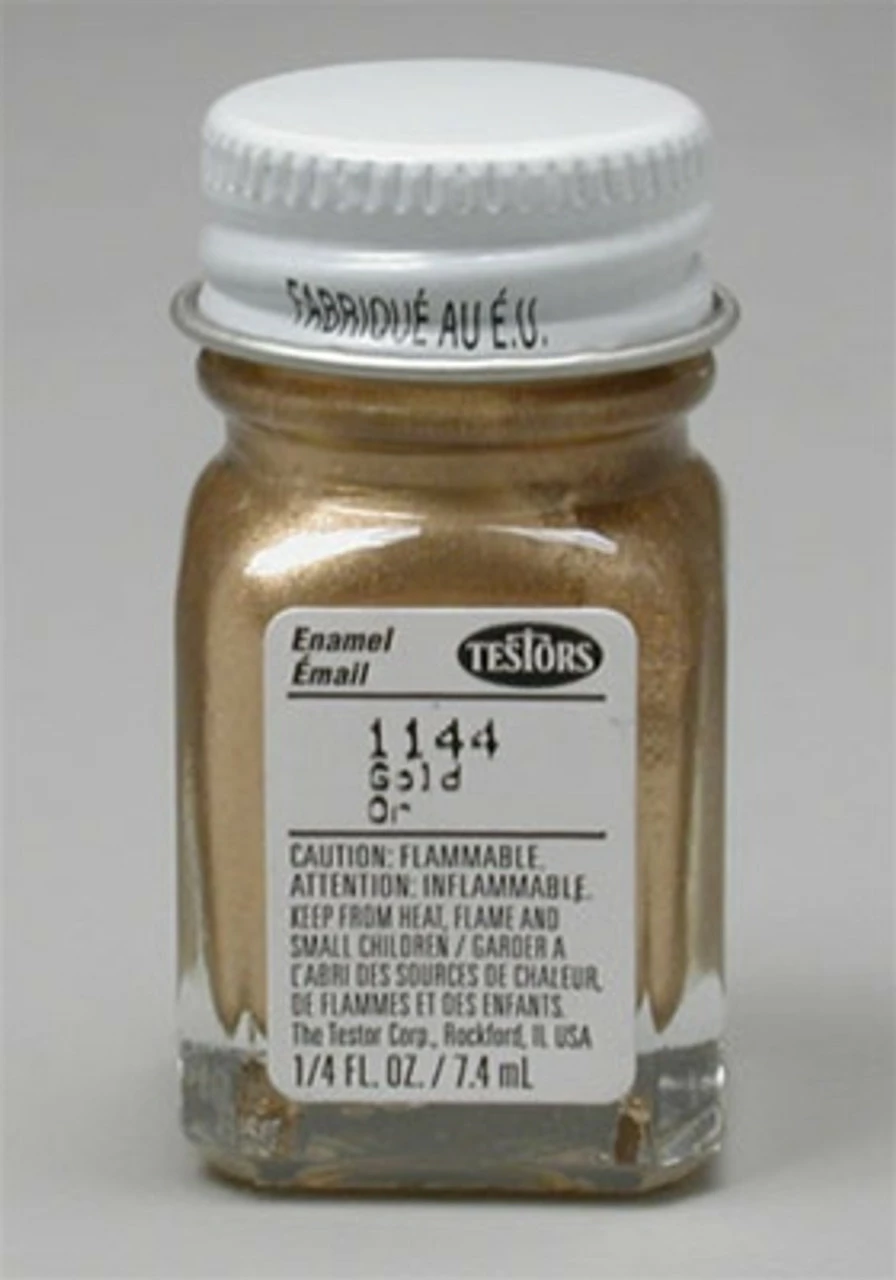 FABRIQUÉ AU É.U.
Enamel
Émail
TESTORS
1144
Gold
Or
CAUTION: FLAMMABLE.
ATTENTION: INFLAMMABLE.
KEEP FROM HEAT, FLAME AND
SMALL CHILDREN / GARDER A
L'ABRI DES SOURCES DE CHALEUR,
DE FLAMMES ET DES ENFANTS.
The Testor Corp., Rockford, IL USA
1/4 FL. OZ. / 7.4 mL